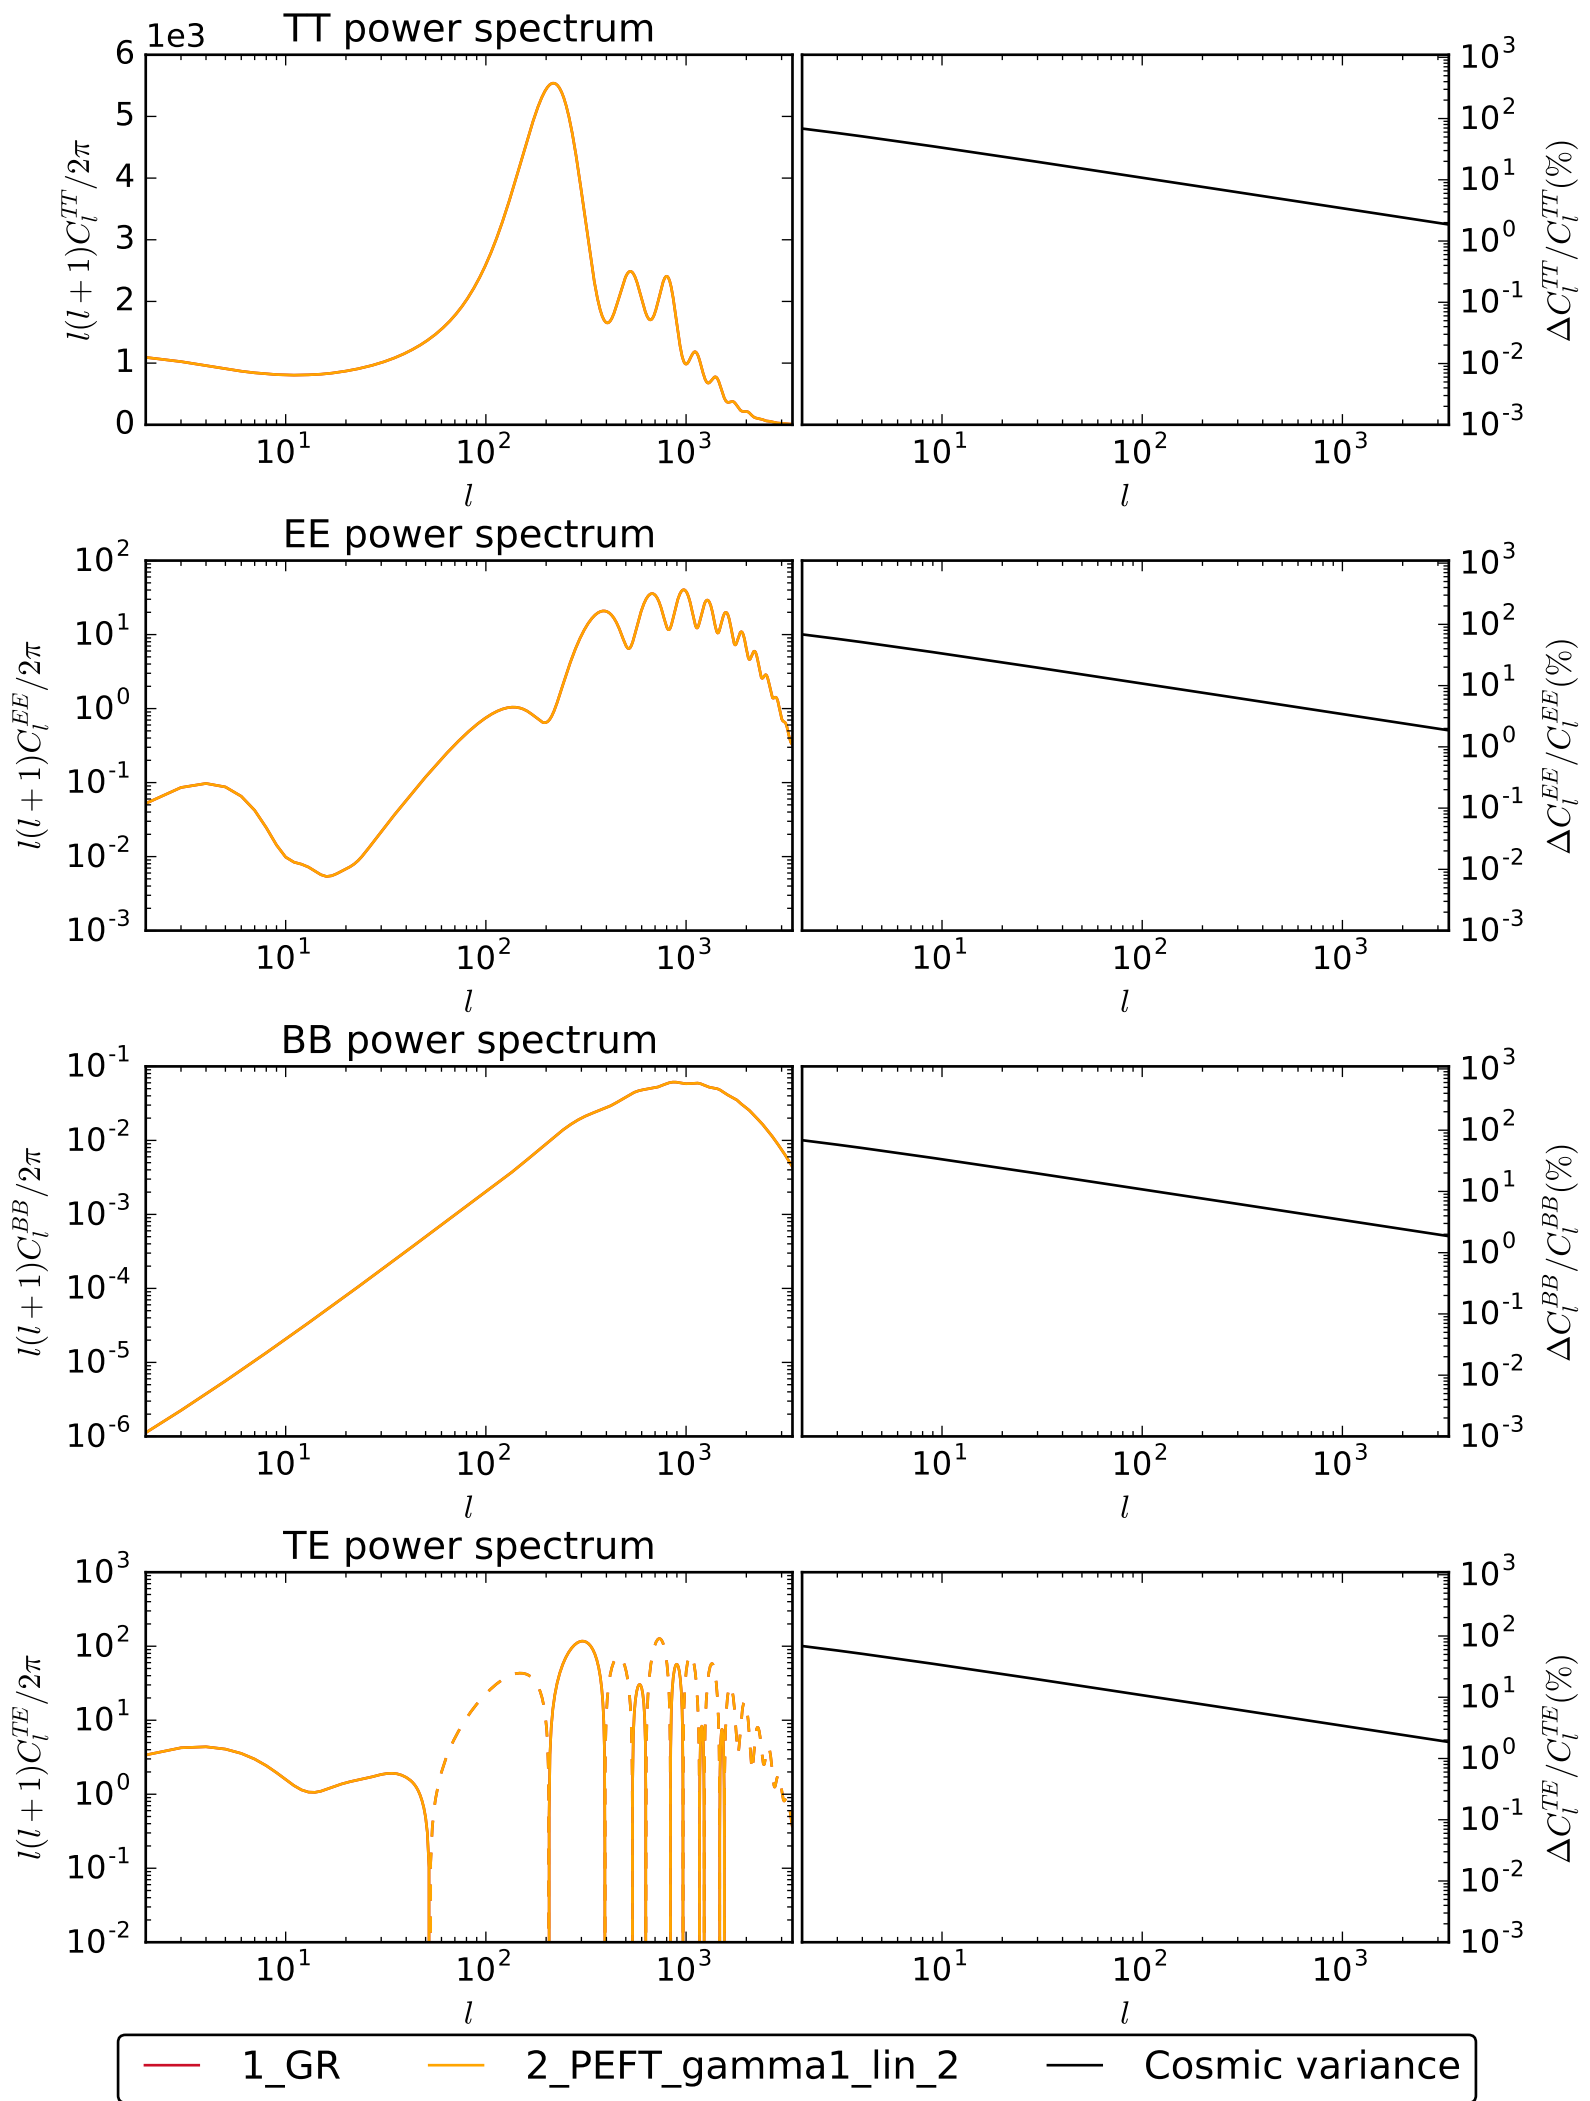 TT power spectrum
1e3
6
5
4
3
2
1
0
l(l+1)C_l^{TT}/2π
10^1 10^2 10^3
l
10^3
10^2
10^1
10^0
10^-1
10^-2
10^-3
ΔC_l^{TT}/C_l^{TT}(%)
10^1 10^2 10^3
l
EE power spectrum
10^2
10^1
10^0
10^-1
10^-2
10^-3
l(l+1)C_l^{EE}/2π
10^1 10^2 10^3
l
10^3
10^2
10^1
10^0
10^-1
10^-2
10^-3
ΔC_l^{EE}/C_l^{EE}(%)
10^1 10^2 10^3
l
BB power spectrum
10^-1
10^-2
10^-3
10^-4
10^-5
10^-6
l(l+1)C_l^{BB}/2π
10^1 10^2 10^3
l
10^3
10^2
10^1
10^0
10^-1
10^-2
10^-3
ΔC_l^{BB}/C_l^{BB}(%)
10^1 10^2 10^3
l
TE power spectrum
10^3
10^2
10^1
10^0
10^-1
10^-2
l(l+1)C_l^{TE}/2π
10^1 10^2 10^3
l
10^3
10^2
10^1
10^0
10^-1
10^-2
10^-3
ΔC_l^{TE}/C_l^{TE}(%)
10^1 10^2 10^3
l
1_GR 2_PEFT_gamma1_lin_2 Cosmic variance